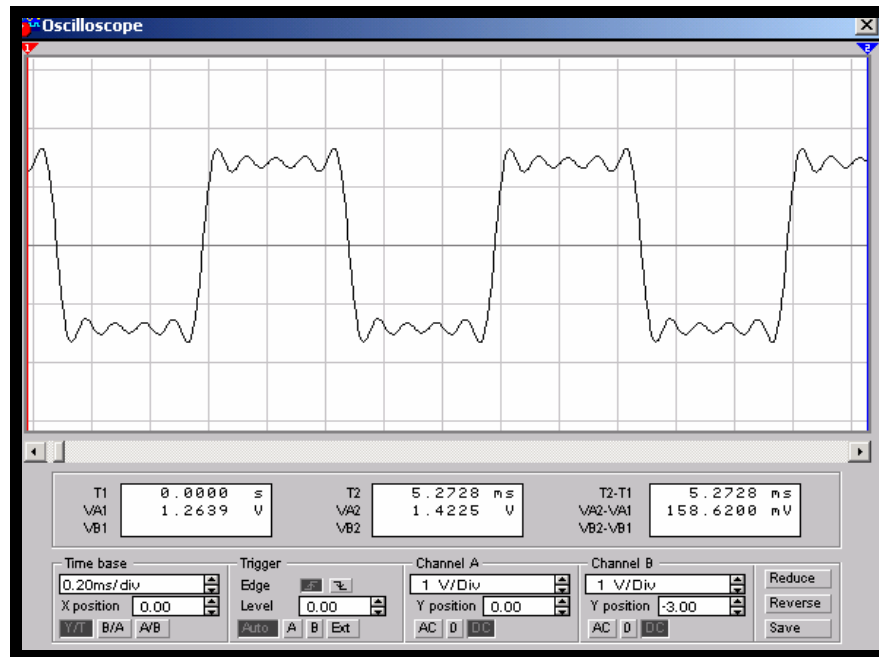 Oscilloscope
1 2
T1 0.0000 s T2 5.2728 ms T2-T1 5.2728 ms
VA1 1.2639 V VA2 1.4225 V VA2-VA1 158.6200 mV
VB1 VB2 VB2-VB1
Time base Trigger Channel A Channel B
0.20ms/div Edge 1 V/Div 1 V/Div Reduce
X position 0.00 Level 0.00 Y position 0.00 Y position -3.00 Reverse
Y/T B/A A/B Auto A B Ext AC 0 DC AC 0 DC Save